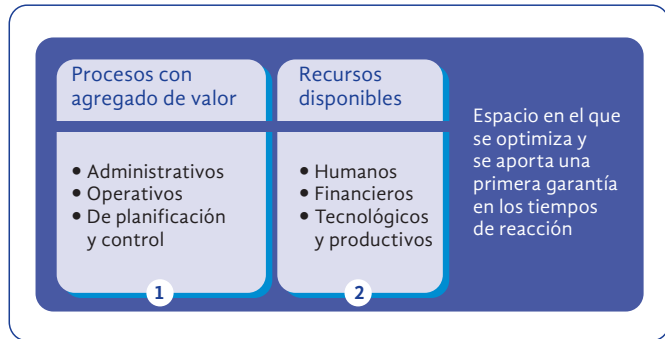 Procesos con
agregado de valor
• Administrativos
• Operativos
• De planificación
y control
1
Recursos
disponibles
• Humanos
• Financieros
• Tecnológicos
y productivos
2
Espacio en el que
se optimiza y
se aporta una
primera garantía
en los tiempos
de reacción